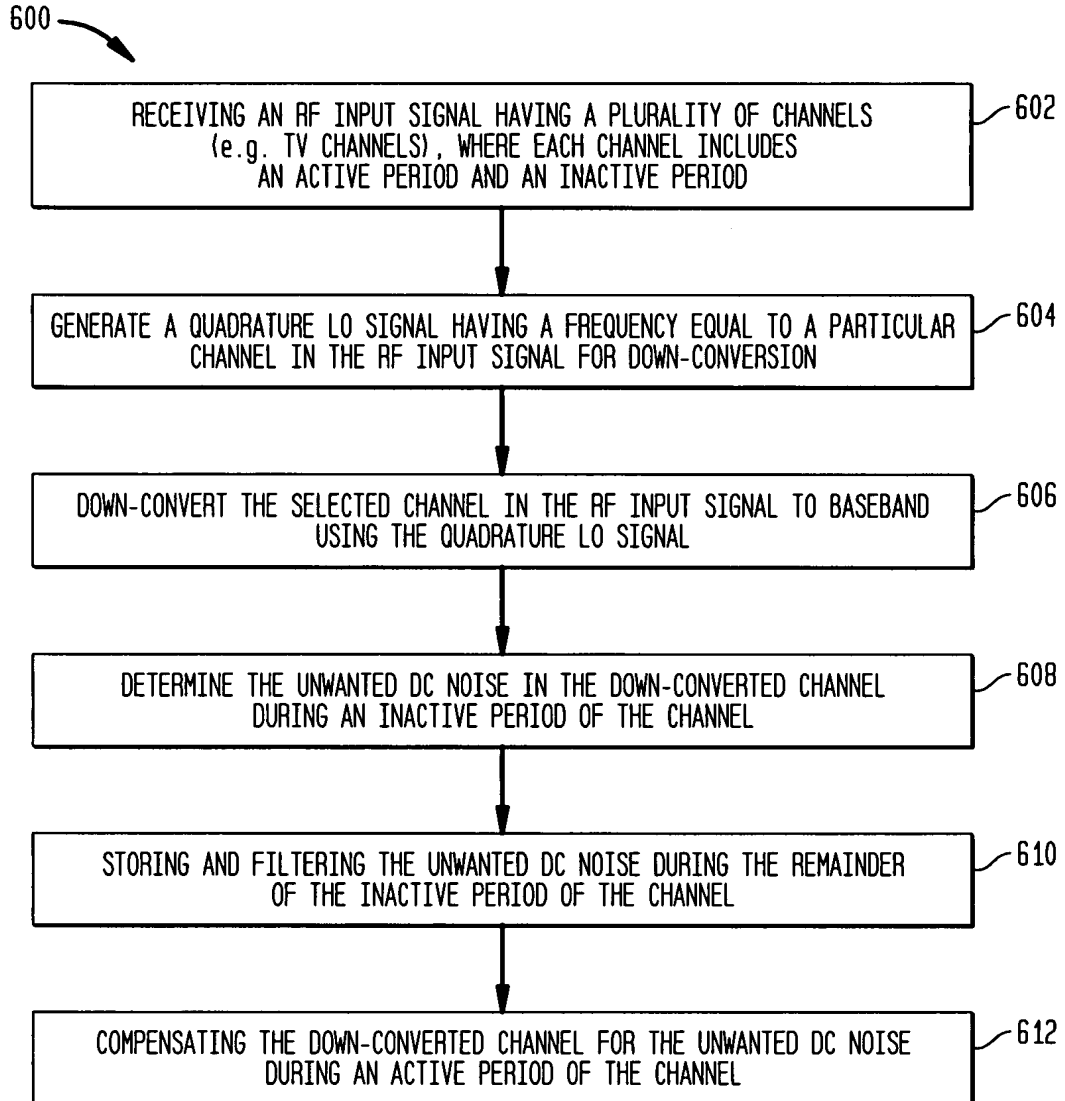 600
RECEIVING AN RF INPUT SIGNAL HAVING A PLURALITY OF CHANNELS
(e.g. TV CHANNELS), WHERE EACH CHANNEL INCLUDES
AN ACTIVE PERIOD AND AN INACTIVE PERIOD
602
GENERATE A QUADRATURE LO SIGNAL HAVING A FREQUENCY EQUAL TO A PARTICULAR
CHANNEL IN THE RF INPUT SIGNAL FOR DOWN-CONVERSION
604
DOWN-CONVERT THE SELECTED CHANNEL IN THE RF INPUT SIGNAL TO BASEBAND
USING THE QUADRATURE LO SIGNAL
606
DETERMINE THE UNWANTED DC NOISE IN THE DOWN-CONVERTED CHANNEL
DURING AN INACTIVE PERIOD OF THE CHANNEL
608
STORING AND FILTERING THE UNWANTED DC NOISE DURING THE REMAINDER
OF THE INACTIVE PERIOD OF THE CHANNEL
610
COMPENSATING THE DOWN-CONVERTED CHANNEL FOR THE UNWANTED DC NOISE
DURING AN ACTIVE PERIOD OF THE CHANNEL
612